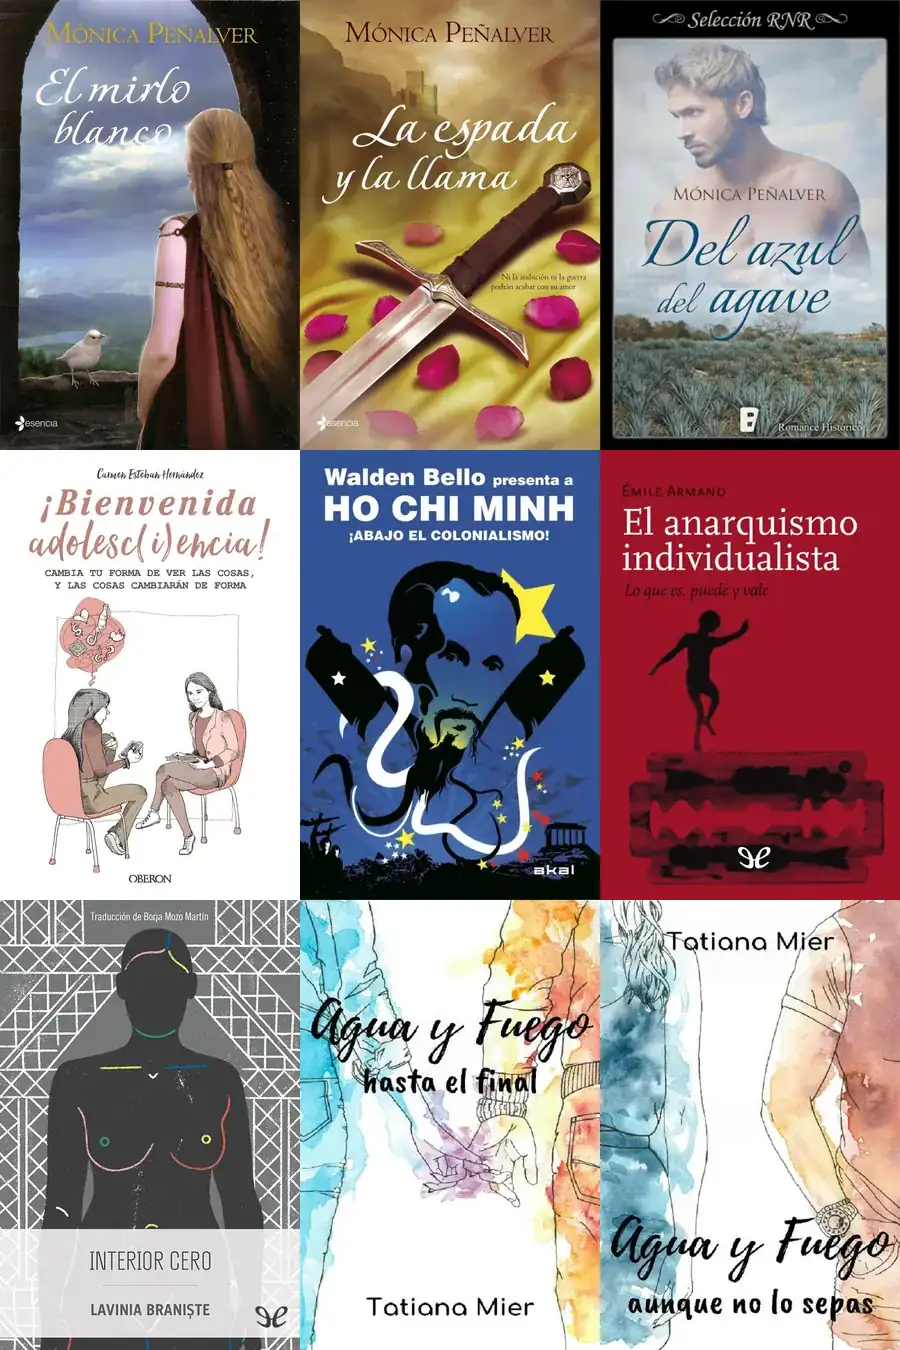 MÓNICA PEÑALVER
El mirlo
blanco
esencia
MÓNICA PEÑALVER
La espada
y la llama
Ni la ambición ni la guerra
podrán acabar con su amor
esencia
Selección RNR
MÓNICA PEÑALVER
Del azul
del agave
B
Romance Histórico
Carmen Esteban Hernández
¡Bienvenida
adolesc(i)encia!
CAMBIA TU FORMA DE VER LAS COSAS,
Y LAS COSAS CAMBIARÁN DE FORMA
OBERON
Walden Bello presenta a
HO CHI MINH
¡ABAJO EL COLONIALISMO!
akal
ÉMILE ARMAND
El anarquismo
individualista
Lo que es, puede y vale
Traducción de Borja Mozo Martín
INTERIOR CERO
LAVINIA BRANIȘTE
Agua y Fuego
hasta el final
Tatiana Mier
Tatiana Mier
Agua y Fuego
aunque no lo sepas